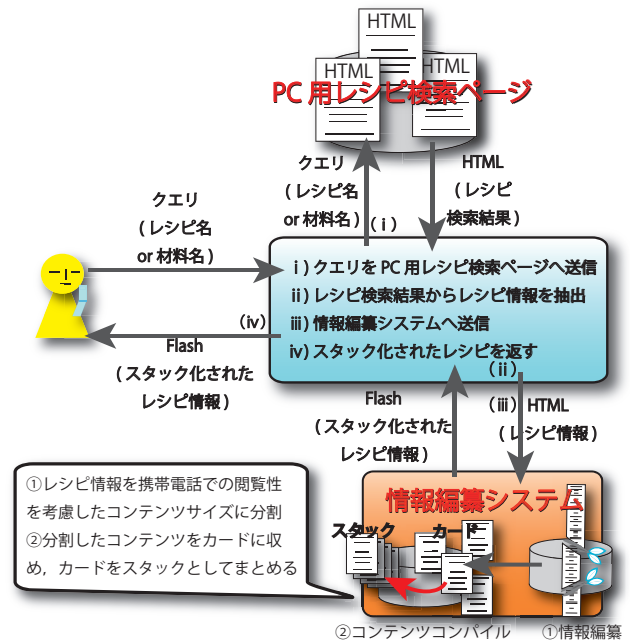 HTML
HTML
HTML
PC 用レシピ検索ページ
クエリ
( レシピ名
or 材料名 )
( i )
HTML
( レシピ
検索結果 )
クエリ
( レシピ名
or 材料名 )
i ) クエリを PC 用レシピ検索ページへ送信
ii ) レシピ検索結果からレシピ情報を抽出
iii) 情報編纂システムへ送信
iv) スタック化されたレシピを返す
(iv)
Flash
( スタック化された
レシピ情報 )
( ii )
Flash
( スタック化された
レシピ情報 )
( iii )
HTML
( レシピ情報 )
①レシピ情報を携帯電話での閲覧性
を考慮したコンテンツサイズに分割
②分割したコンテンツをカードに収
め，カードをスタックとしてまとめる
情報編纂システム
スタック
カード
②コンテンツコンパイル
①情報編纂